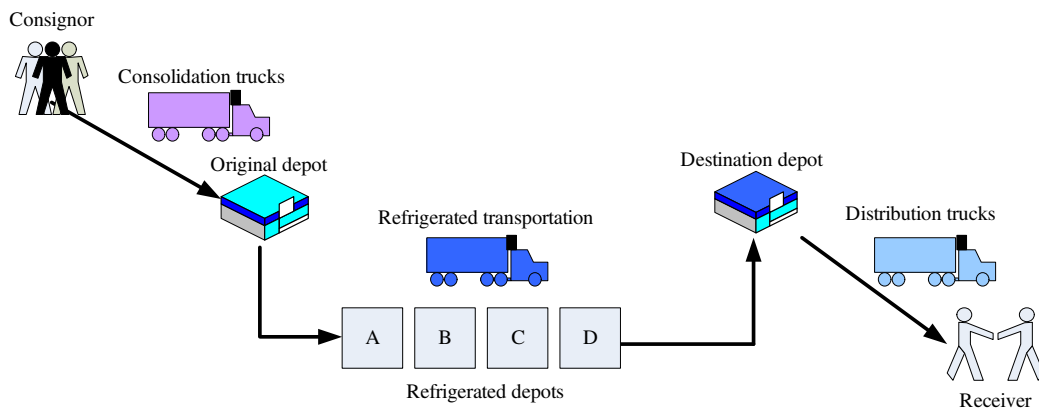 Consignor
Consolidation trucks
Original depot
Destination depot
Refrigerated transportation
Distribution trucks
A
B
C
D
Refrigerated depots
Receiver